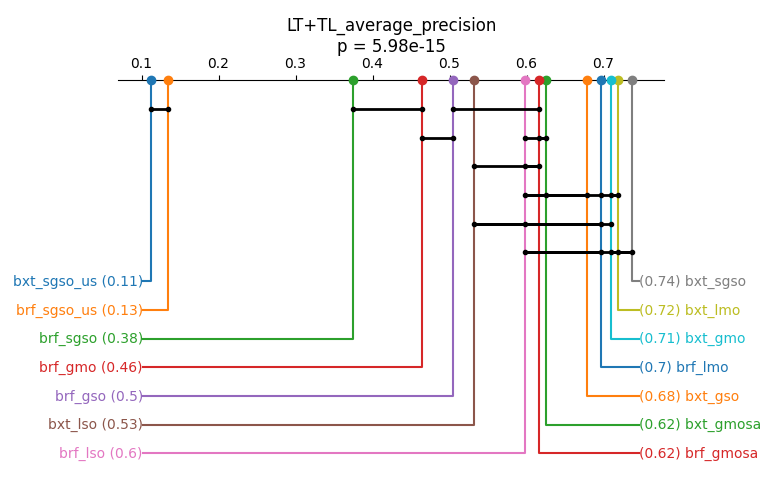 LT+TL_average_precision
p = 5.98e-15
0.1 0.2 0.3 0.4 0.5 0.6 0.7
bxt_sgso_us (0.11) (0.74) bxt_sgso
brf_sgso_us (0.13) (0.72) bxt_lmo
brf_sgso (0.38) (0.71) bxt_gmo
brf_gmo (0.46) (0.7) brf_lmo
brf_gso (0.5) (0.68) bxt_gso
bxt_lso (0.53) (0.62) bxt_gmosa
brf_lso (0.6) (0.62) brf_gmosa